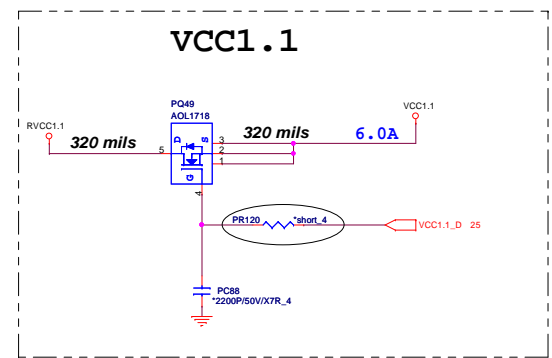 VCC1.1
PQ49
AOL1718
RVCC1.1
VCC1.1
320 mils
320 mils
6.0A
D
S
G
5
3
2
1
4
PR120
*short_4
VCC1.1_D 25
PC88
*2200P/50V/X7R_4